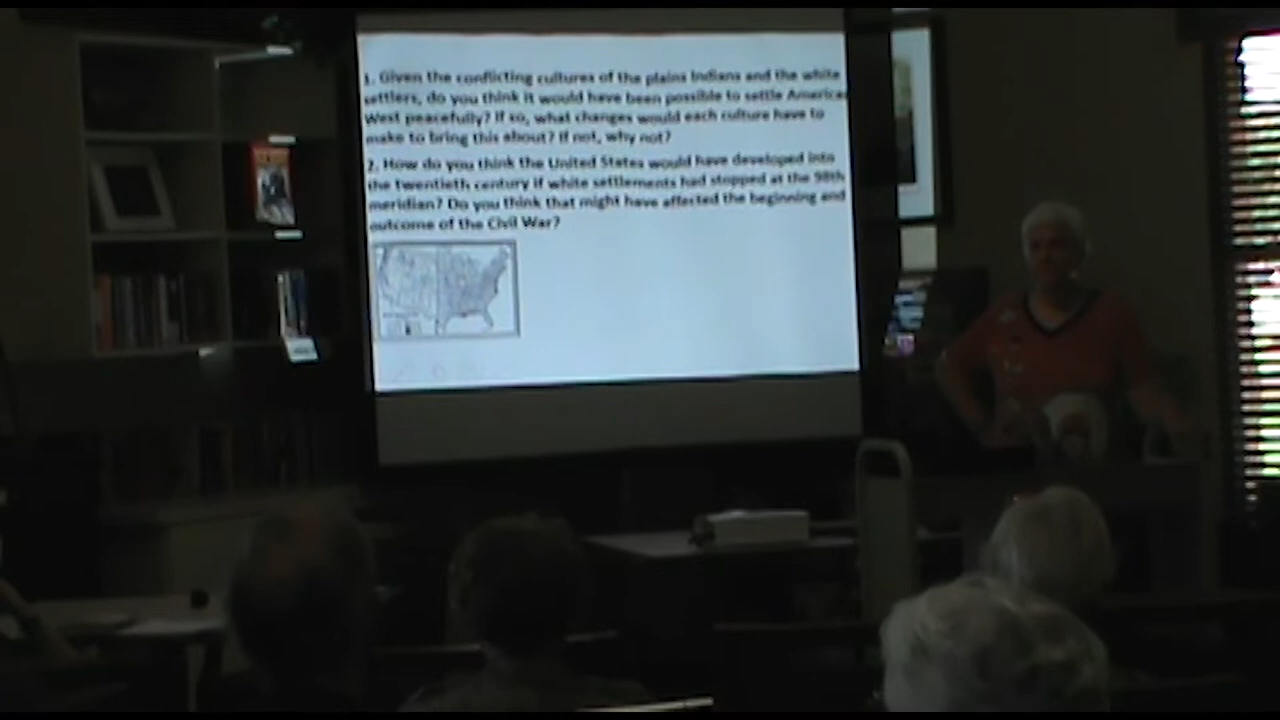 1. Given the conflicting cultures of the plains Indians and the white
settlers, do you think it would have been possible to settle America
West peacefully? If so, what changes would each culture have to
make to bring this about? If not, why not?
2. How do you think the United States would have developed into
the twentieth century if white settlements had stopped at the 98th
meridian? Do you think that might have affected the beginning and
outcome of the Civil War?